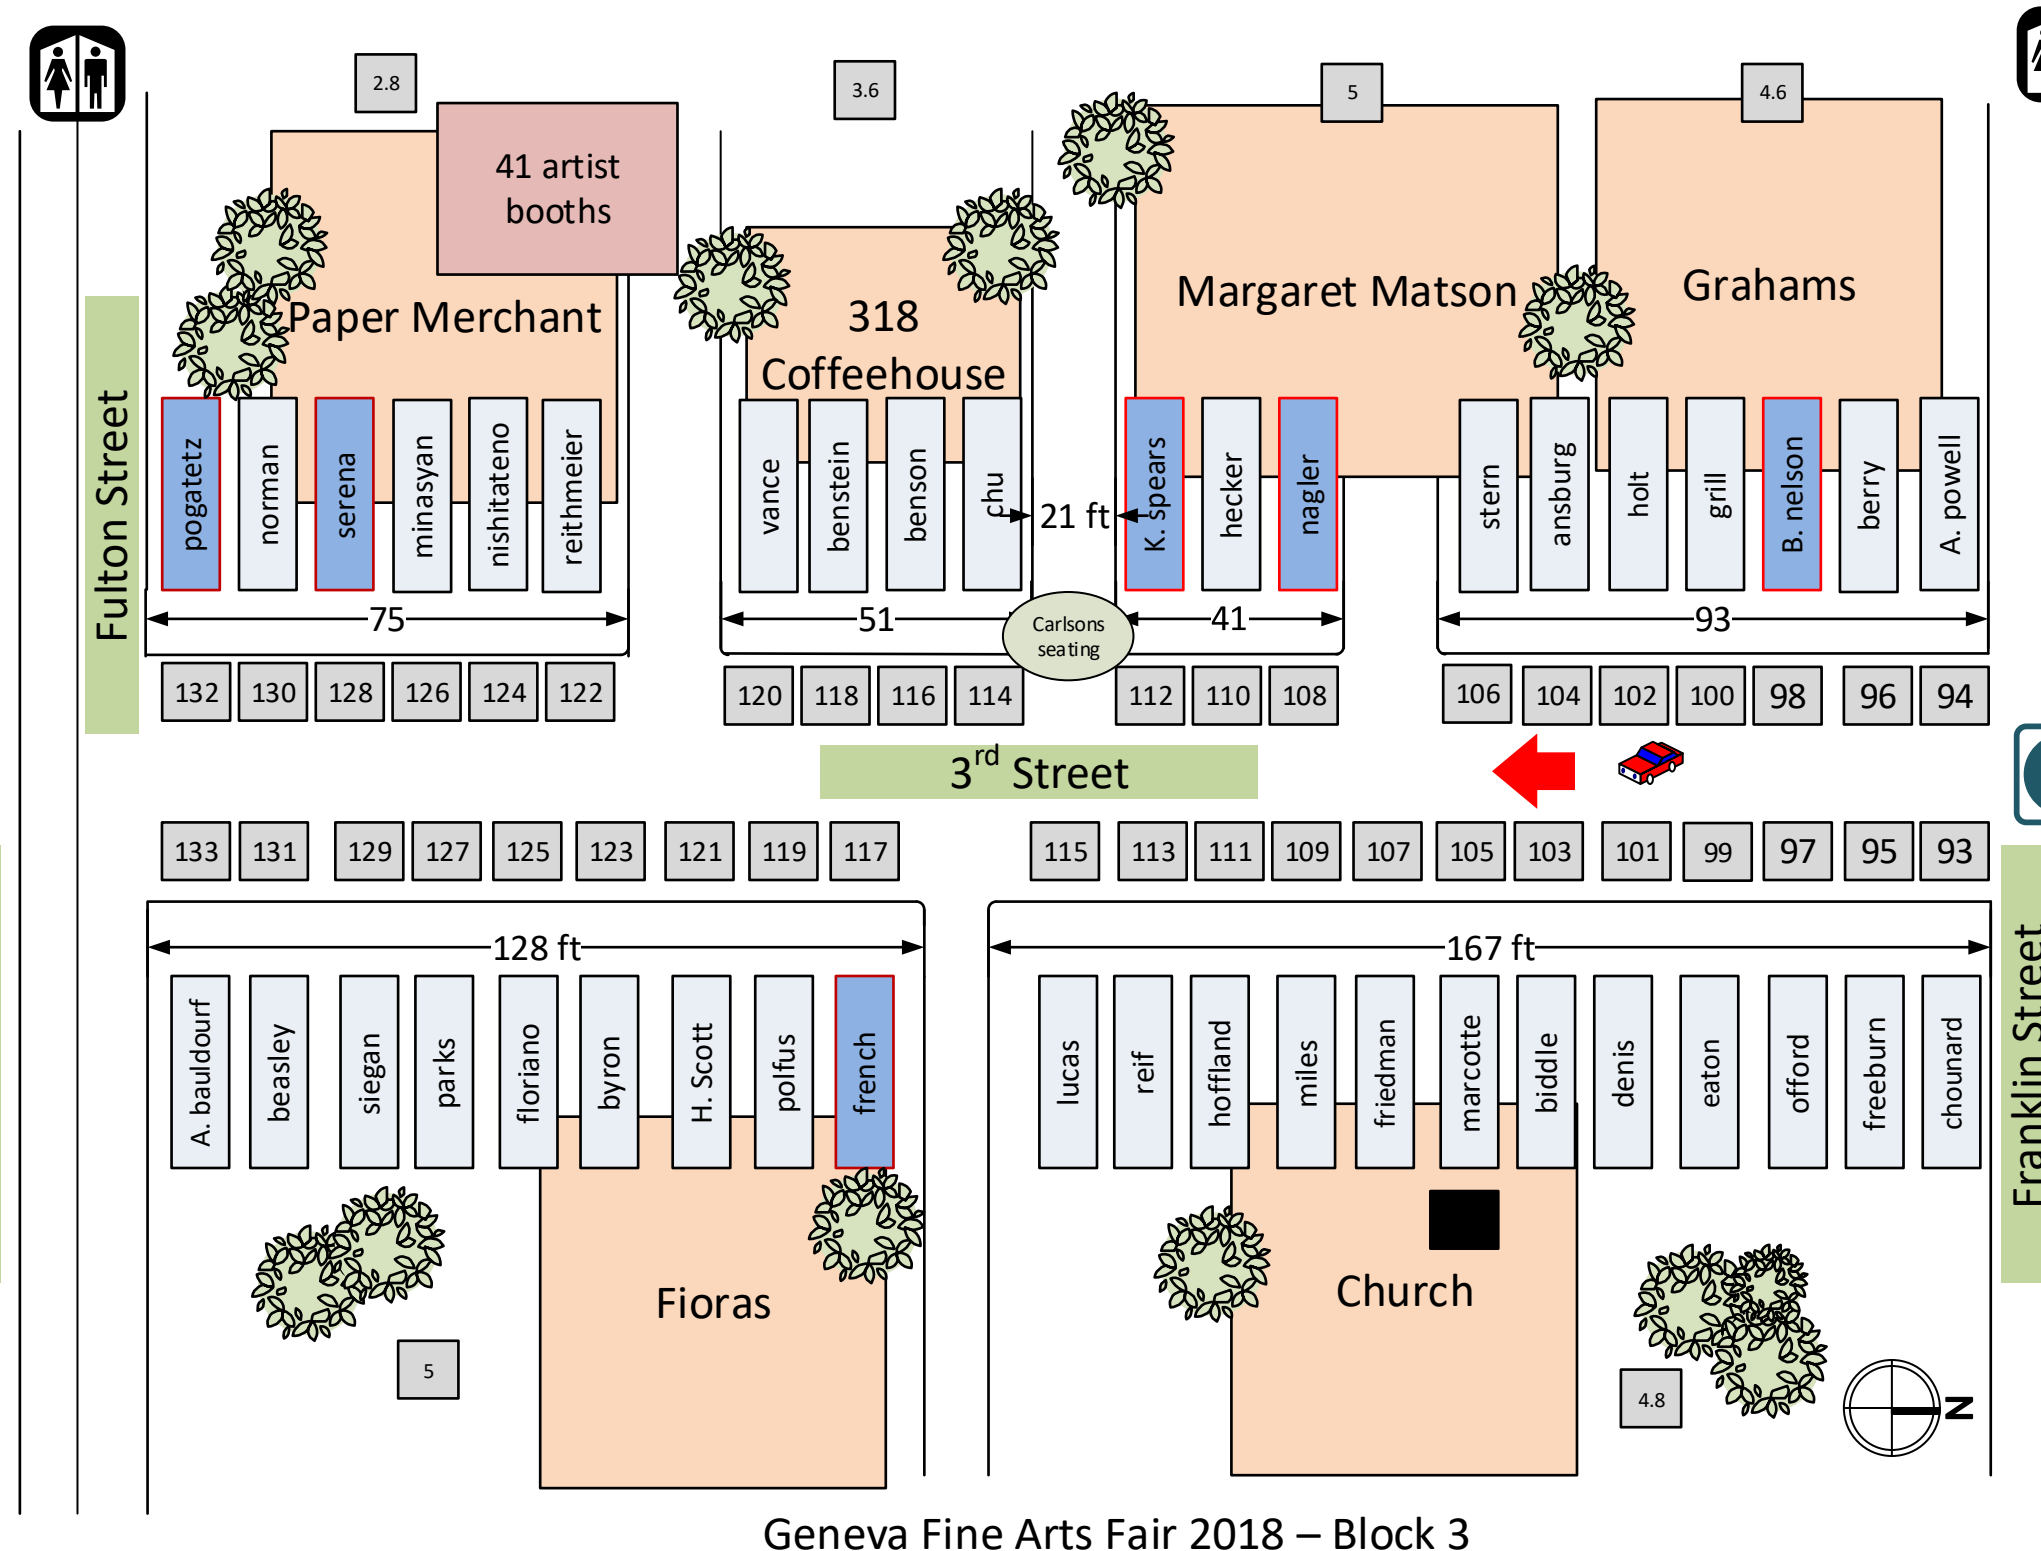 2.8
3.6
5
4.6
41 artist
booths
Paper Merchant
318
Coffeehouse
Margaret Matson
Grahams
Fulton Street
pogatetz
norman
serena
minasyan
nishitateno
reithmeier
vance
benstein
benson
chu
21 ft
K. spears
hecker
nagler
stern
ansburg
holt
grill
B. nelson
berry
A. powell
75
51
Carlsons
seating
41
93
132 130 128 126 124 122 120 118 116 114 112 110 108 106 104 102 100 98 96 94
3rd Street
133 131 129 127 125 123 121 119 117 115 113 111 109 107 105 103 101 99 97 95 93
128 ft
167 ft
A. bauldourf
beasley
siegan
parks
floriano
byron
H. Scott
polfus
french
lucas
reif
hoffland
miles
friedman
marcotte
biddle
denis
eaton
offord
freeburn
chounard
Franklin Street
Fioras
Church
5
4.8
N
Geneva Fine Arts Fair 2018 – Block 3